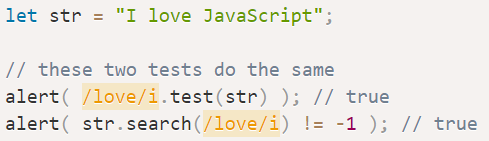 let str = "I love JavaScript";
// these two tests do the same
alert( /love/i.test(str) ); // true
alert( str.search(/love/i) != -1 ); // true